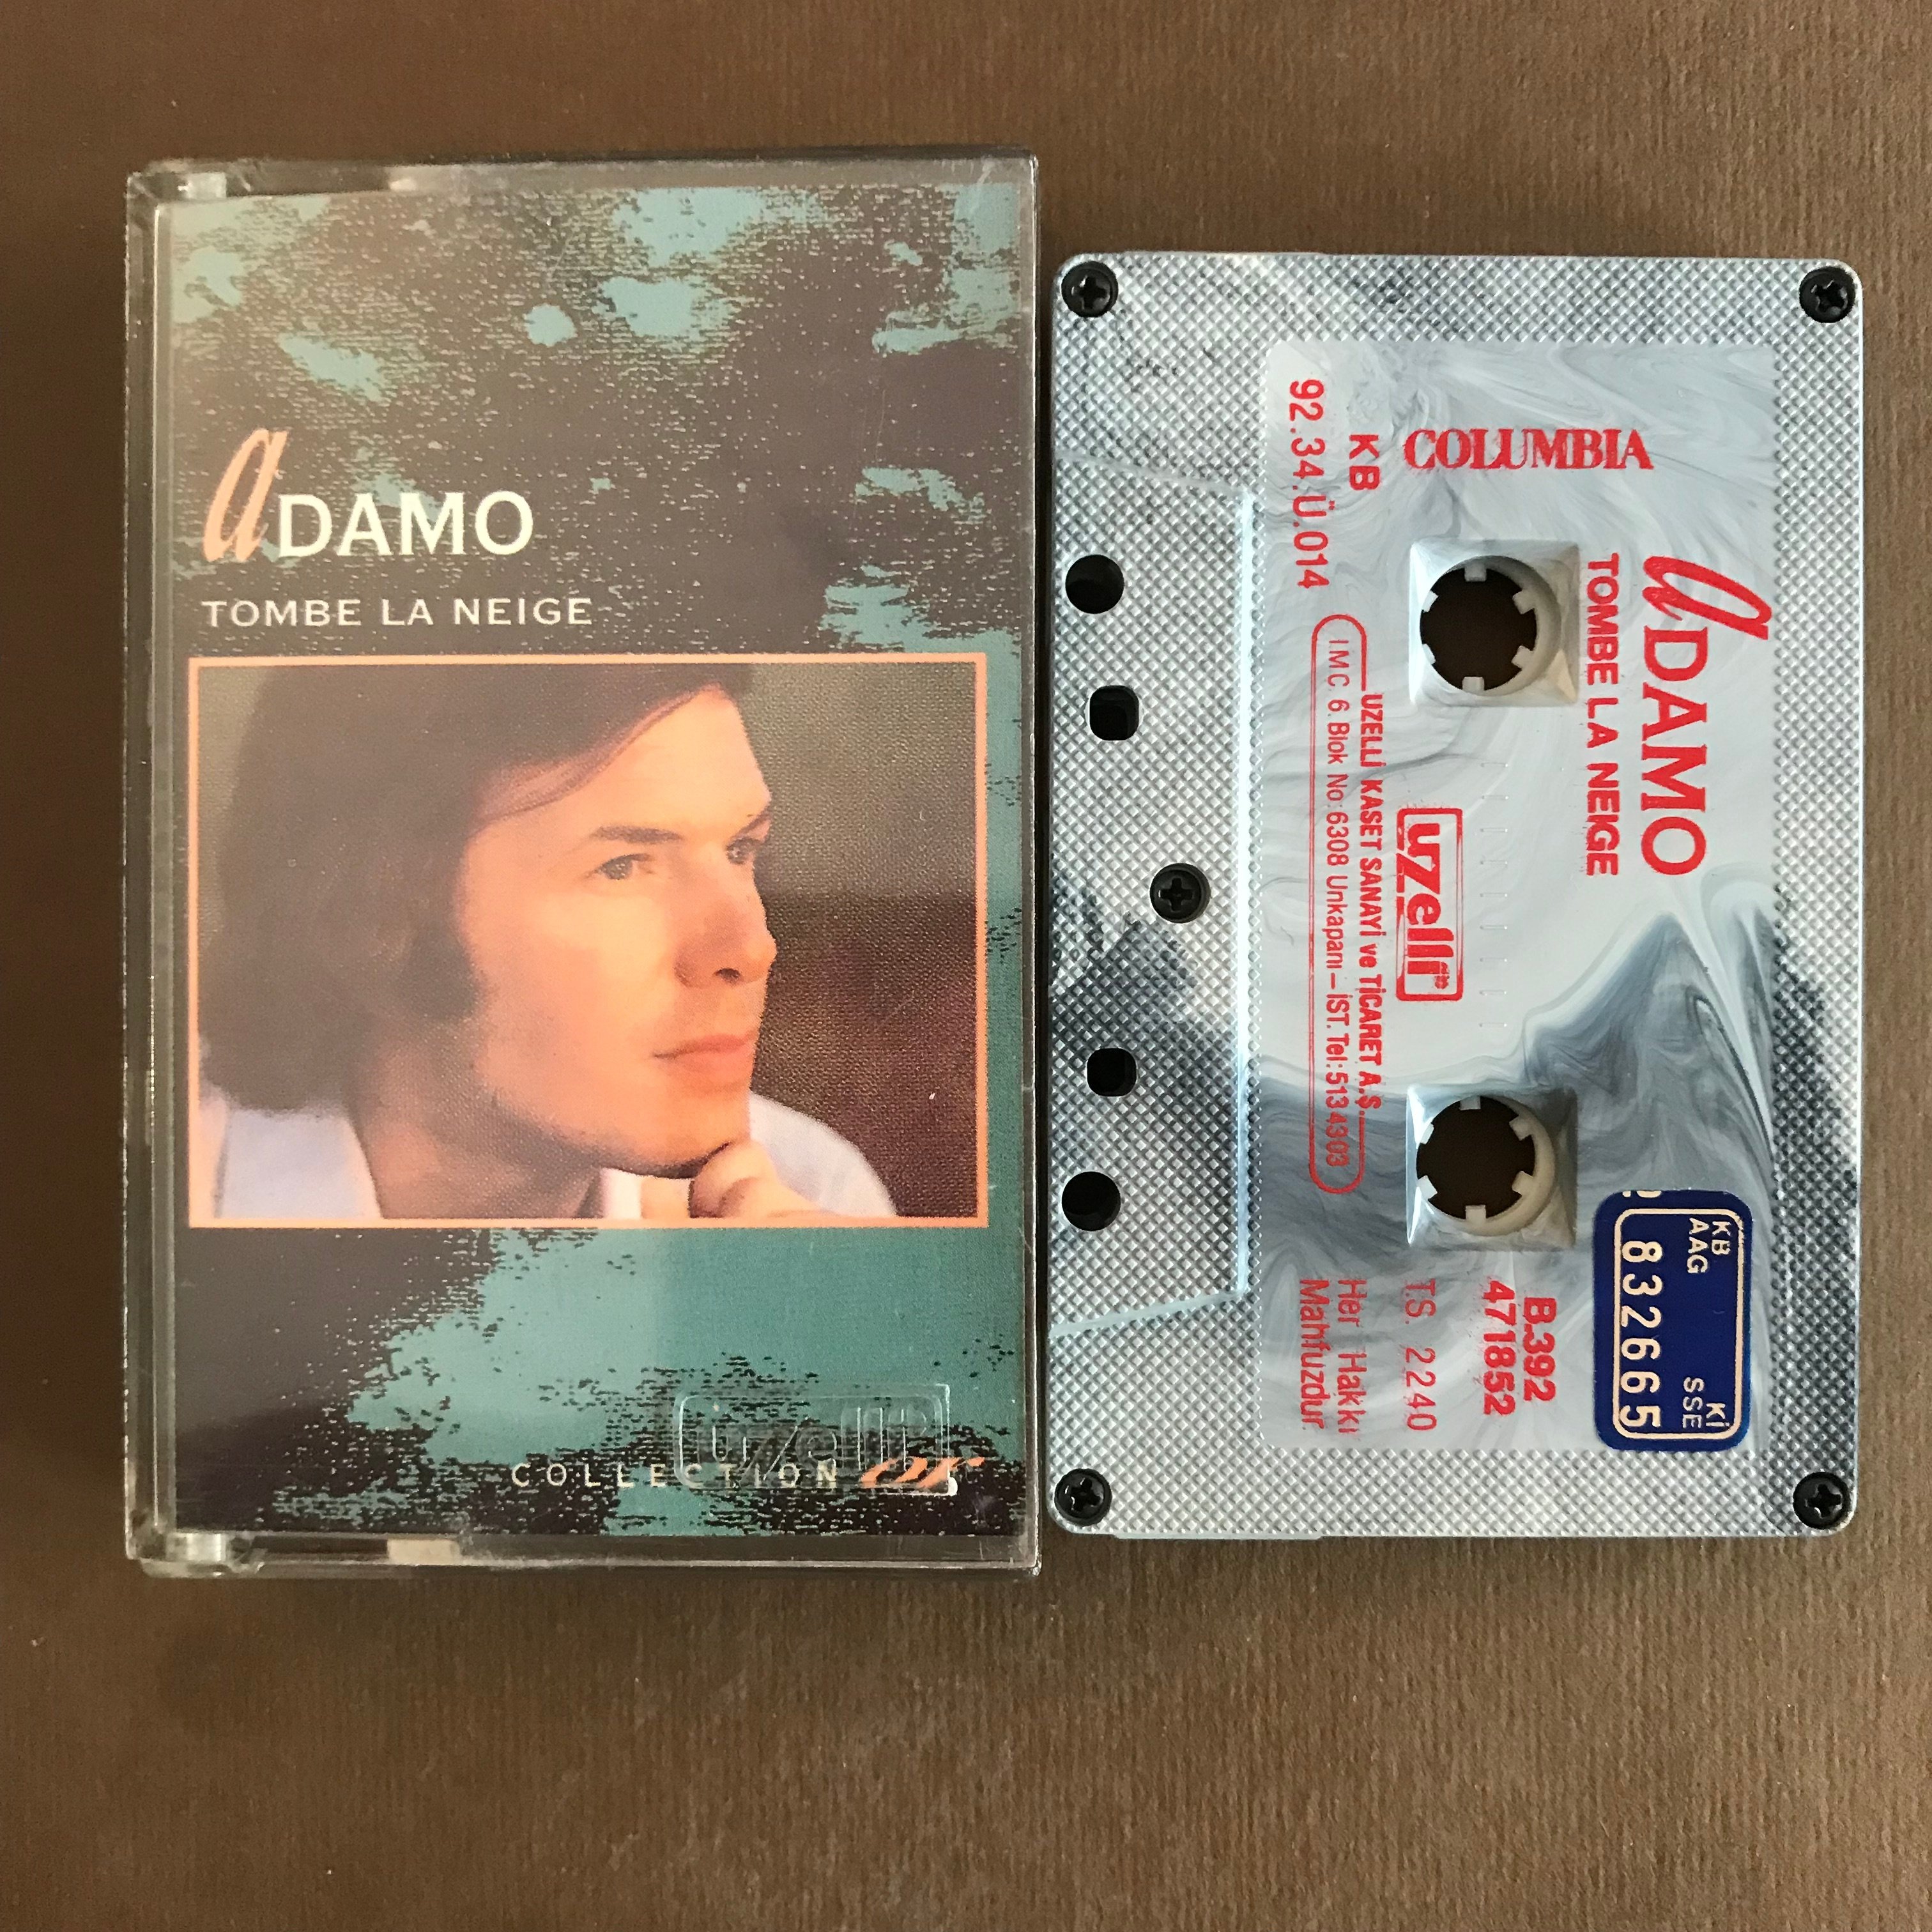 aDAMO
TOMBE LA NEIGE
uzelli
COLLECTION or
aDAMO
TOMBE LA NEIGE
COLUMBIA
uzelli®
KB
92.34.Ü.014
UZELLİ KASET SANAYİ ve TİCARET A.Ş.
İ M C. 6. Blok No:6308 Unkapanı-İST. Tel:513 4903
B.392
471852
T.S. 2240
Her Hakkı
Mahfuzdur
KB Kİ
AAG SSE
832665